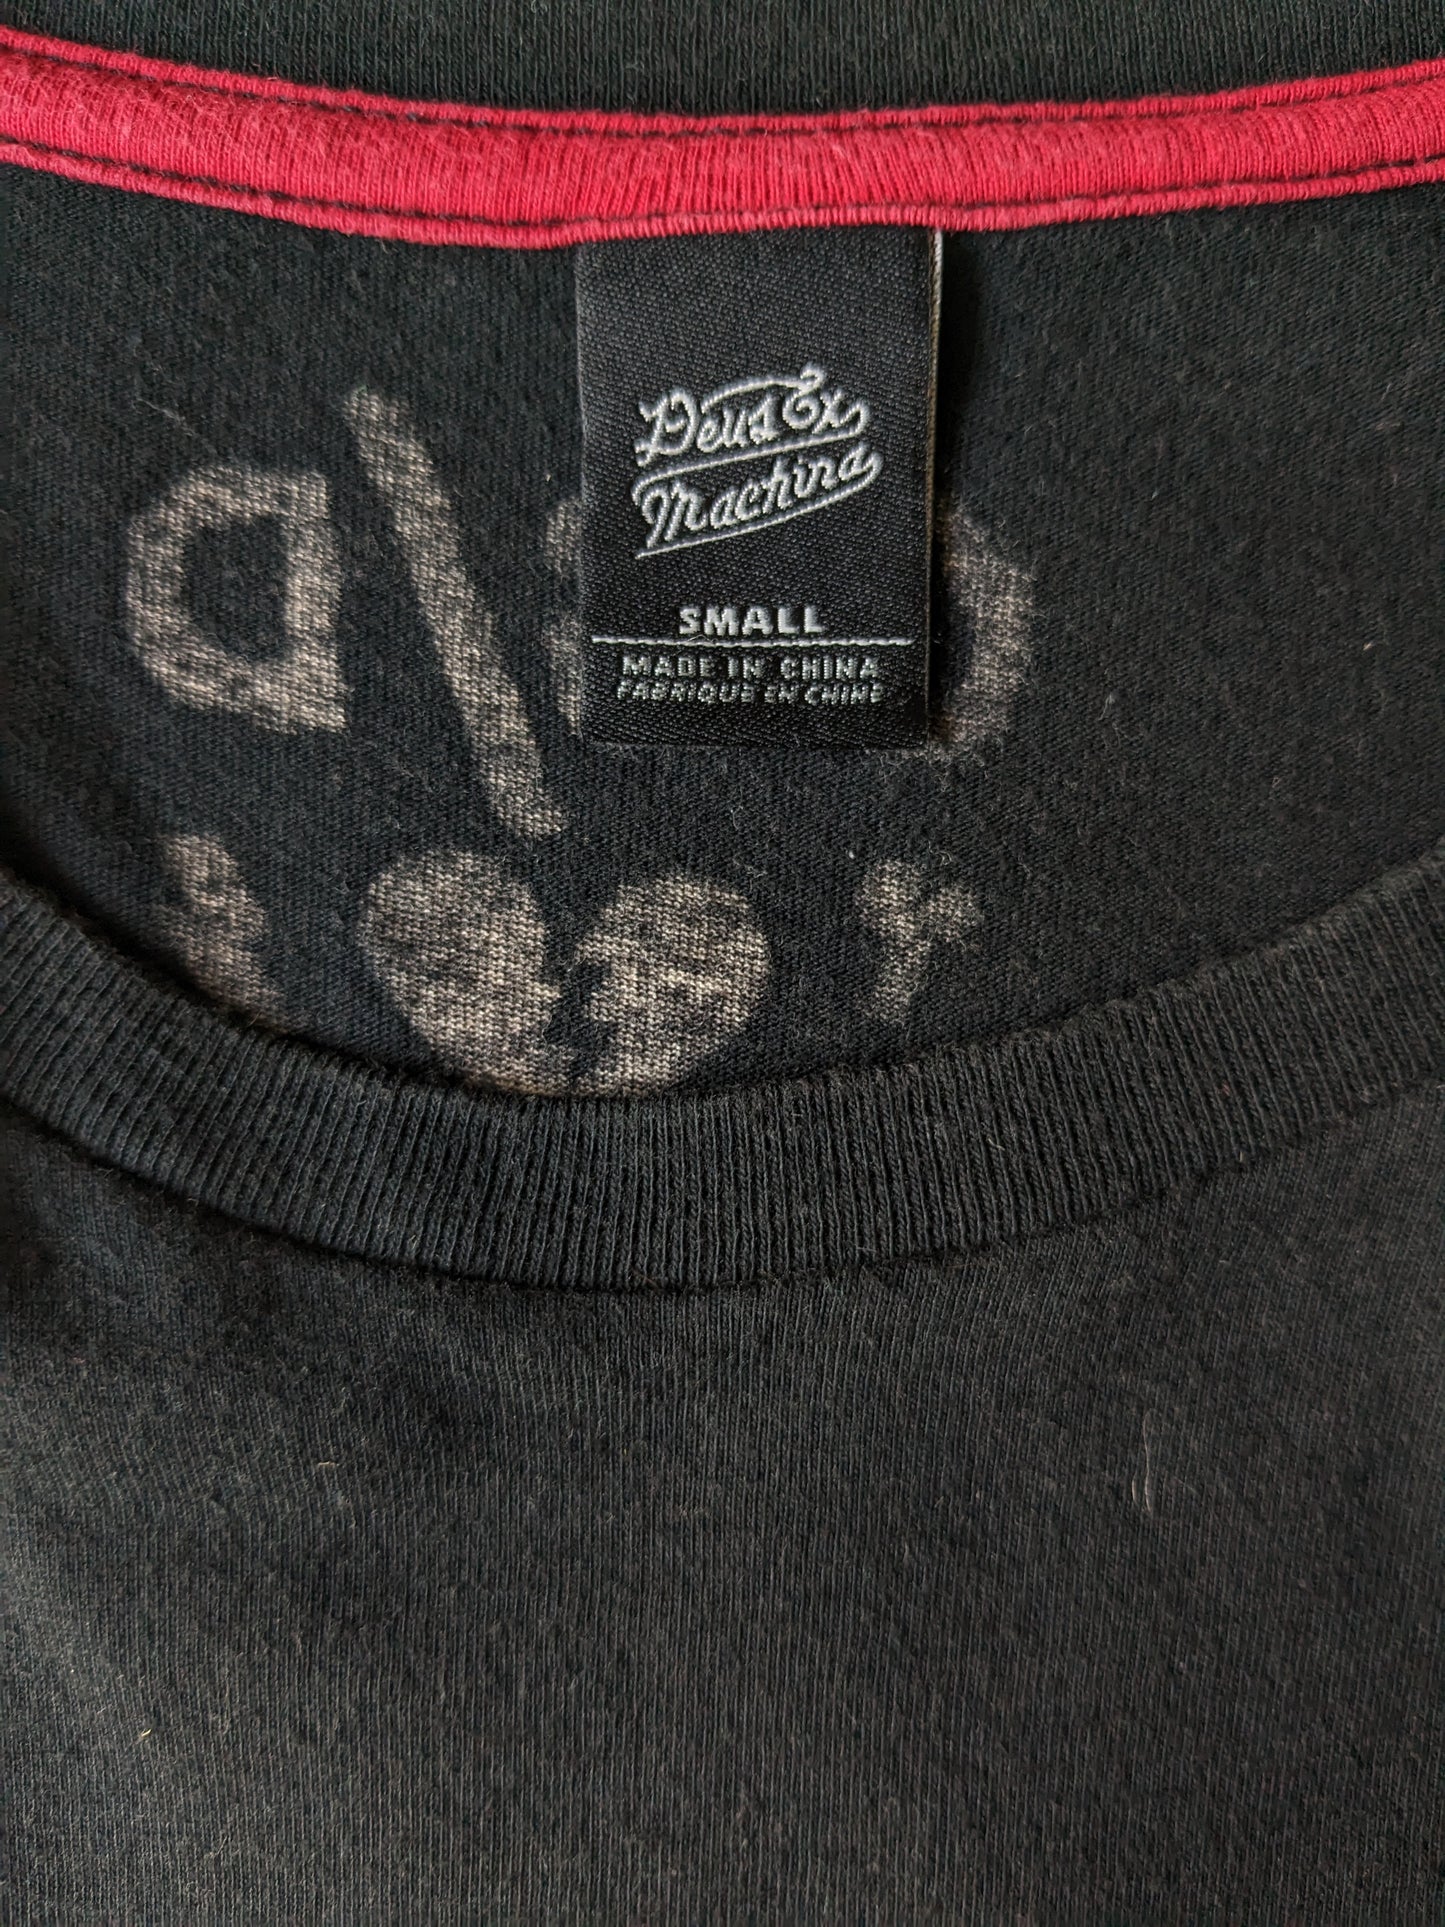 Deus Ex
Machina
SMALL
MADE IN CHINA
FABRIQUE EN CHINE